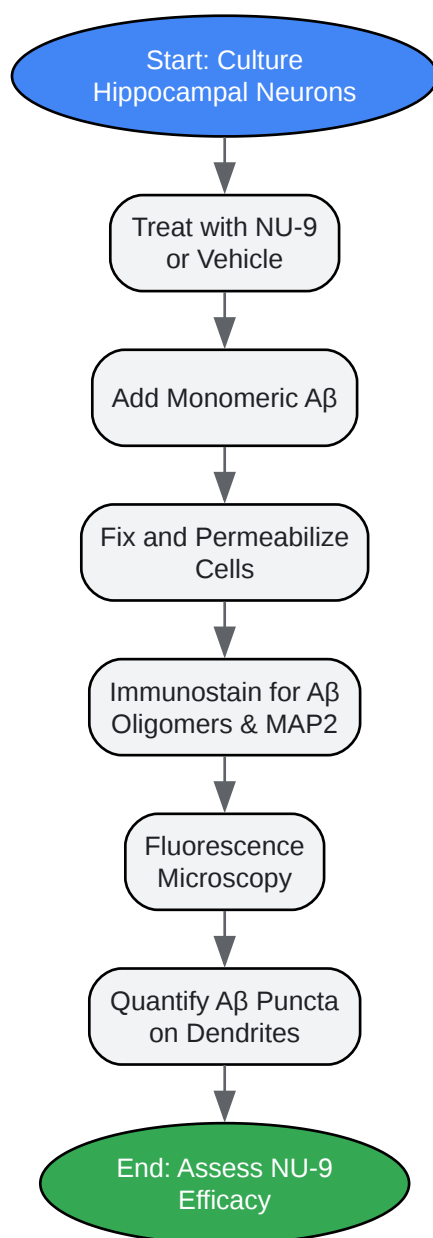 Start: Culture
Hippocampal Neurons
Treat with NU-9
or Vehicle
Add Monomeric Aβ
Fix and Permeabilize
Cells
Immunostain for Aβ
Oligomers & MAP2
Fluorescence
Microscopy
Quantify Aβ Puncta
on Dendrites
End: Assess NU-9
Efficacy